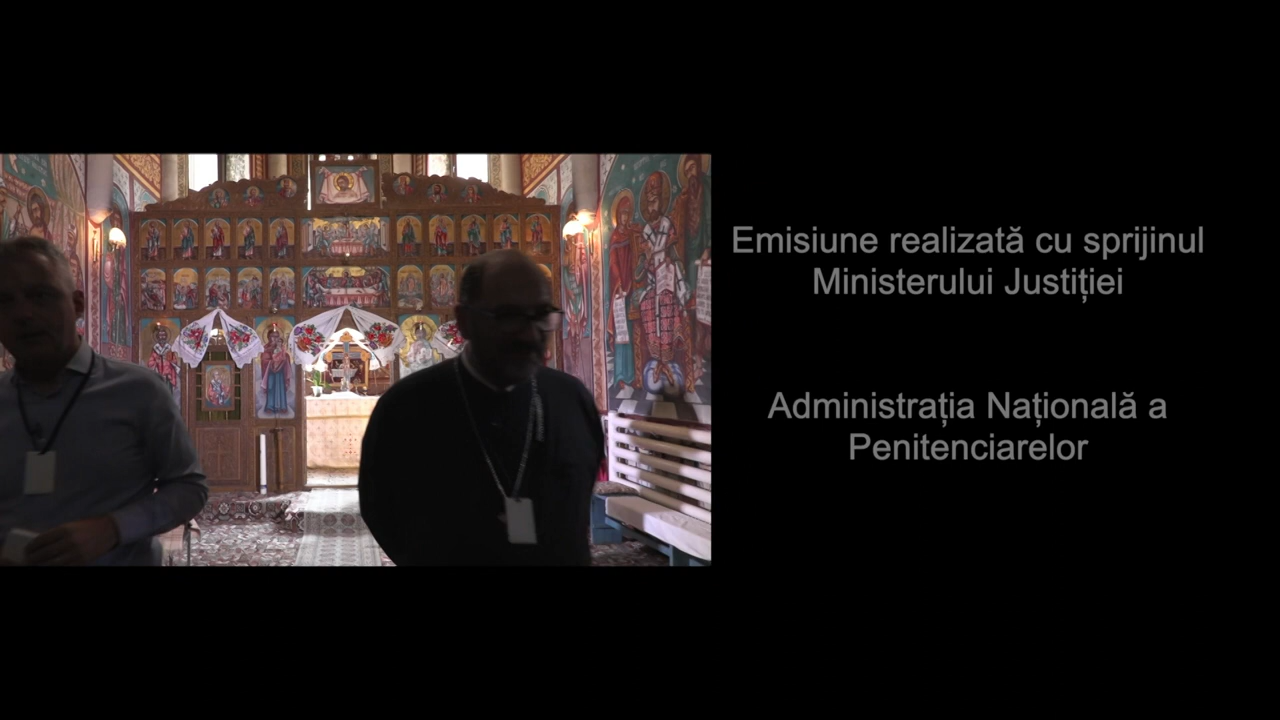 Emisiune realizată cu sprijinul
Ministerului Justiției
Administrația Națională a
Penitenciarelor